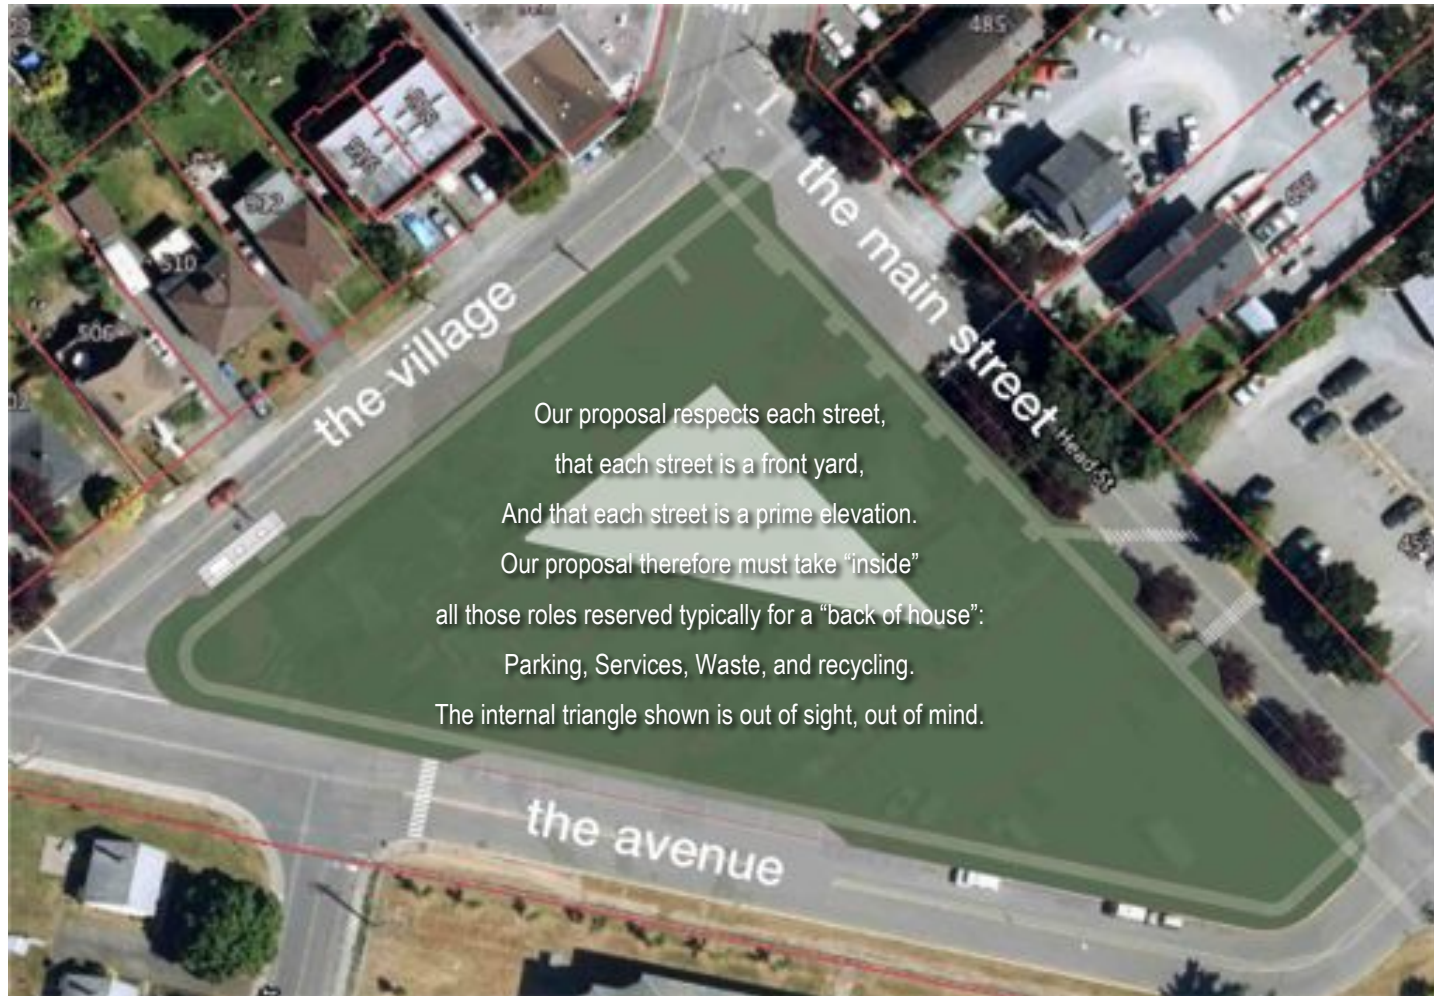 485
the main street
455
Head St
512
510
506
the village
Our proposal respects each street,
that each street is a front yard,
And that each street is a prime elevation.
Our proposal therefore must take “inside”
all those roles reserved typically for a “back of house”:
Parking, Services, Waste, and recycling.
The internal triangle shown is out of sight, out of mind.
the avenue